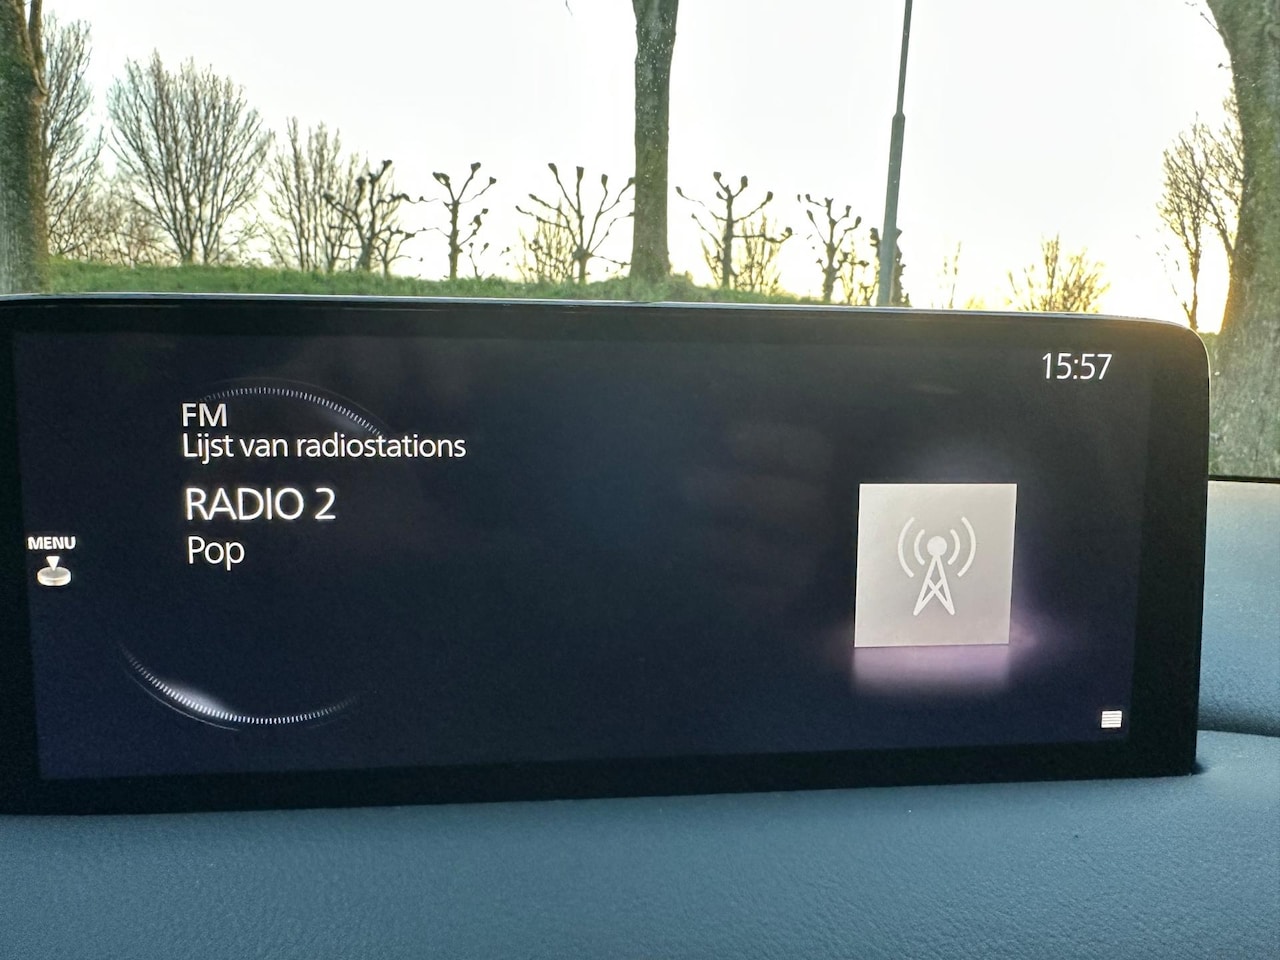 15:57
FM
Lijst van radiostations
RADIO 2
Pop
MENU